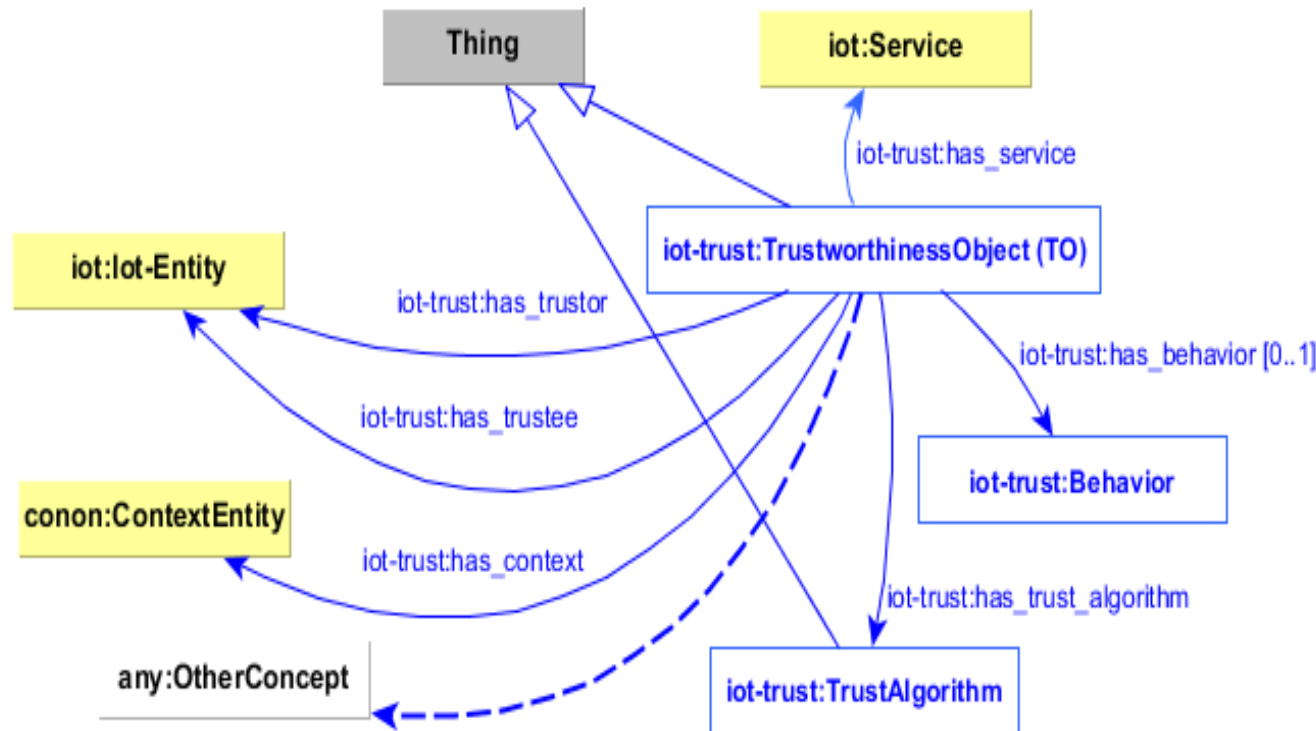 Thing
iot:Service
iot-trust:has_service
iot-trust:TrustworthinessObject (TO)
iot:Iot-Entity
iot-trust:has_trustor
iot-trust:has_behavior [0..1]
iot-trust:has_trustee
iot-trust:Behavior
conon:ContextEntity
iot-trust:has_context
iot-trust:has_trust_algorithm
any:OtherConcept
iot-trust:TrustAlgorithm